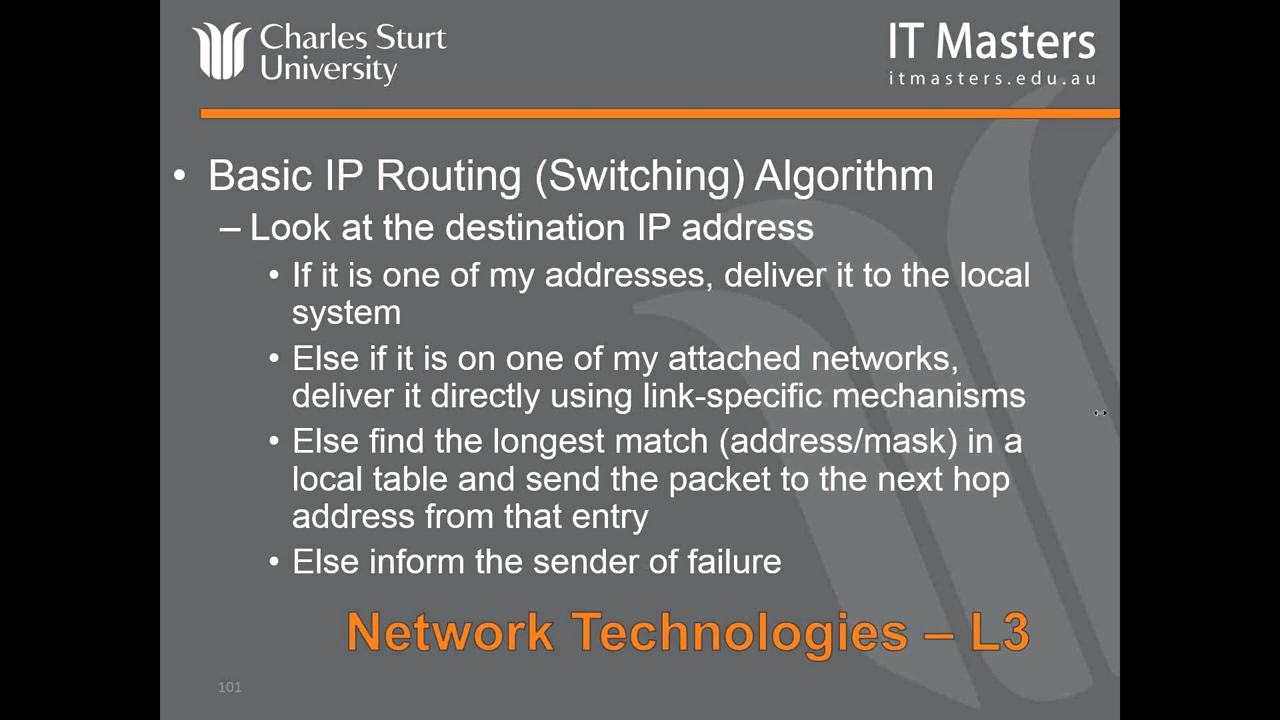 Charles Sturt
University
IT Masters
itmasters.edu.au
• Basic IP Routing (Switching) Algorithm
– Look at the destination IP address
• If it is one of my addresses, deliver it to the local
system
• Else if it is on one of my attached networks,
deliver it directly using link-specific mechanisms
• Else find the longest match (address/mask) in a
local table and send the packet to the next hop
address from that entry
• Else inform the sender of failure
Network Technologies – L3
101